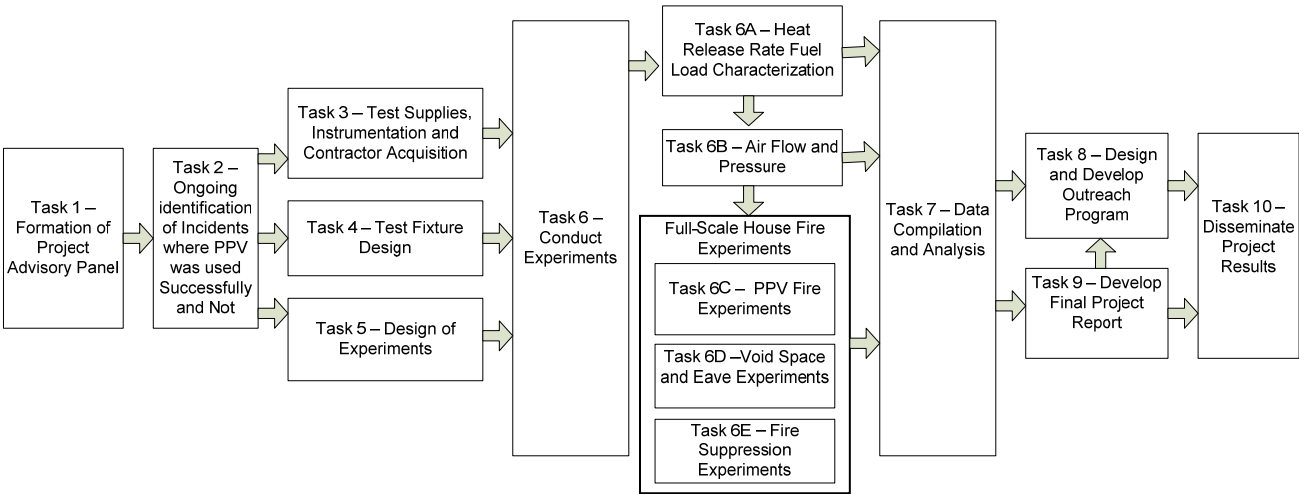 Task 1 –
Formation of
Project
Advisory Panel
Task 2 –
Ongoing
identification
of Incidents
where PPV
was used
Successfully
and Not
Task 3 – Test Supplies,
Instrumentation and
Contractor Acquisition
Task 4 – Test Fixture
Design
Task 5 – Design of
Experiments
Task 6 –
Conduct
Experiments
Task 6A – Heat
Release Rate Fuel
Load Characterization
Task 6B – Air Flow and
Pressure
Full-Scale House Fire
Experiments
Task 6C – PPV Fire
Experiments
Task 6D –Void Space
and Eave Experiments
Task 6E – Fire
Suppression
Experiments
Task 7 – Data
Compilation
and Analysis
Task 8 – Design
and Develop
Outreach
Program
Task 9 – Develop
Final Project
Report
Task 10 –
Disseminate
Project
Results